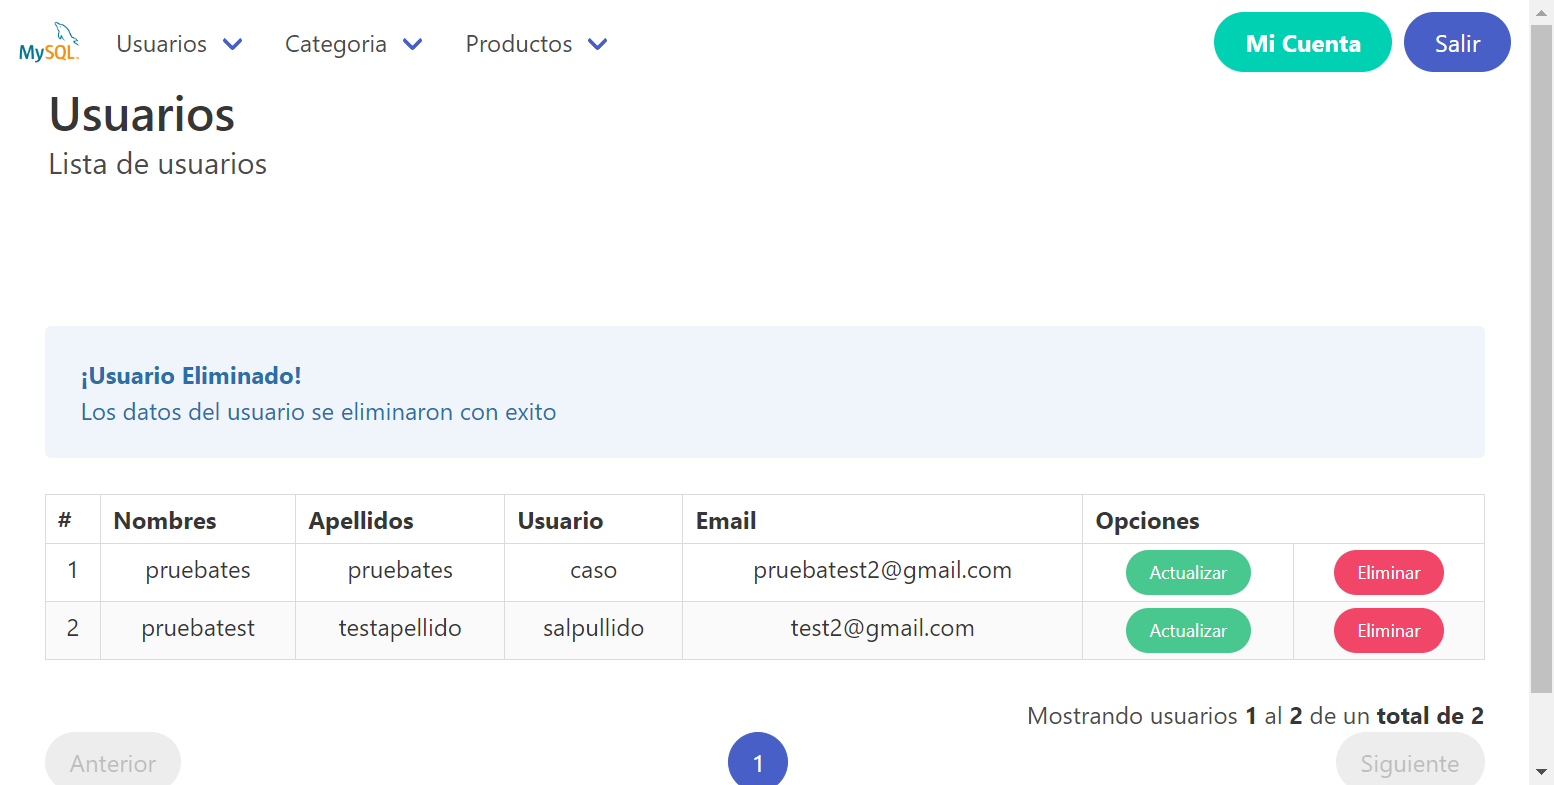 MySQL Usuarios Categoria Productos Mi Cuenta Salir
Usuarios
Lista de usuarios
¡Usuario Eliminado!
Los datos del usuario se eliminaron con exito
# Nombres Apellidos Usuario Email Opciones
1 pruebates pruebates caso pruebatest2@gmail.com Actualizar Eliminar
2 pruebatest testapellido salpullido test2@gmail.com Actualizar Eliminar
Mostrando usuarios 1 al 2 de un total de 2
Anterior 1 Siguiente